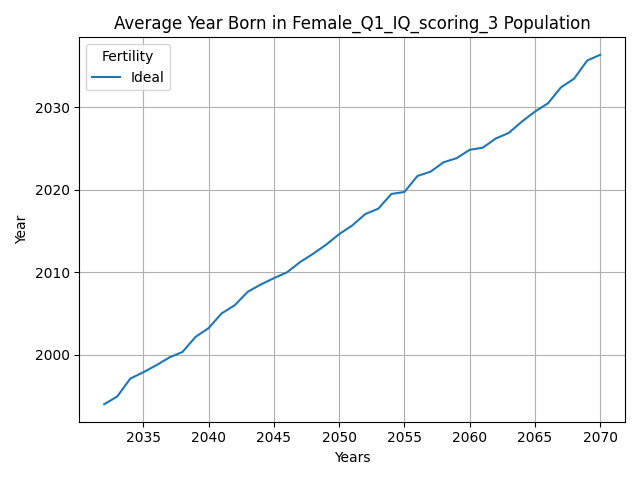 Average Year Born in Female_Q1_IQ_scoring_3 Population
Fertility
Ideal
2030
2020
2010
2000
Year
2035 2040 2045 2050 2055 2060 2065 2070
Years